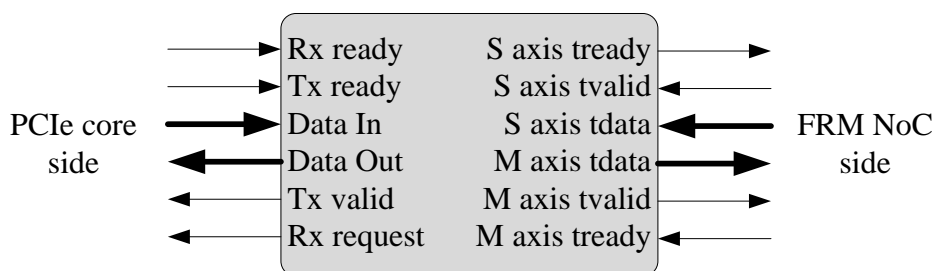 Rx ready
S axis tready
Tx ready
S axis tvalid
PCIe core
side
Data In
S axis tdata
FRM NoC
side
Data Out
M axis tdata
Tx valid
M axis tvalid
Rx request
M axis tready